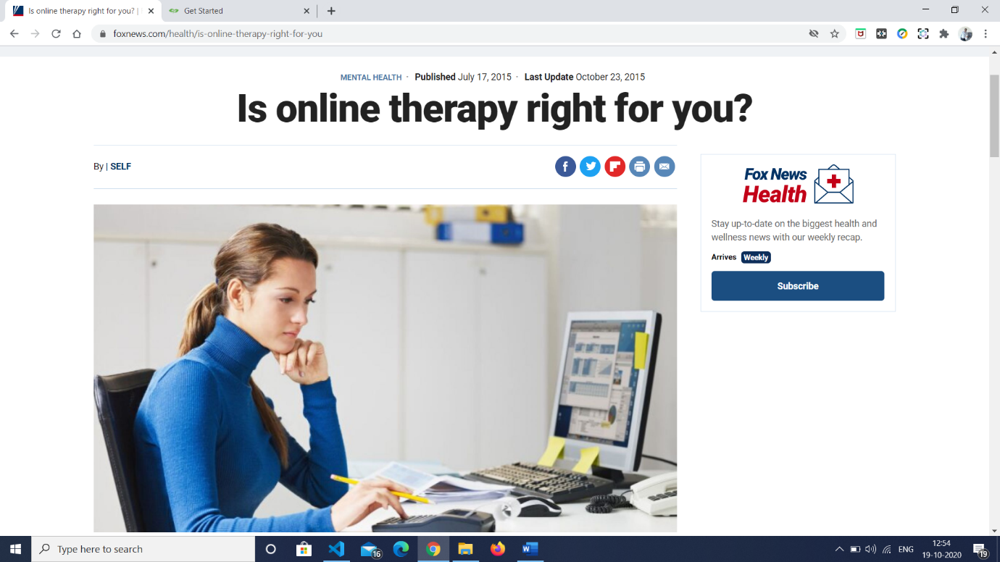 Is online therapy right for you? |
Get Started
foxnews.com/health/is-online-therapy-right-for-you
MENTAL HEALTH · Published July 17, 2015 · Last Update October 23, 2015
Is online therapy right for you?
By | SELF
Fox News
Health
Stay up-to-date on the biggest health and
wellness news with our weekly recap.
Arrives Weekly
Subscribe
Type here to search
16
W
ENG
12:54
19-10-2020
19